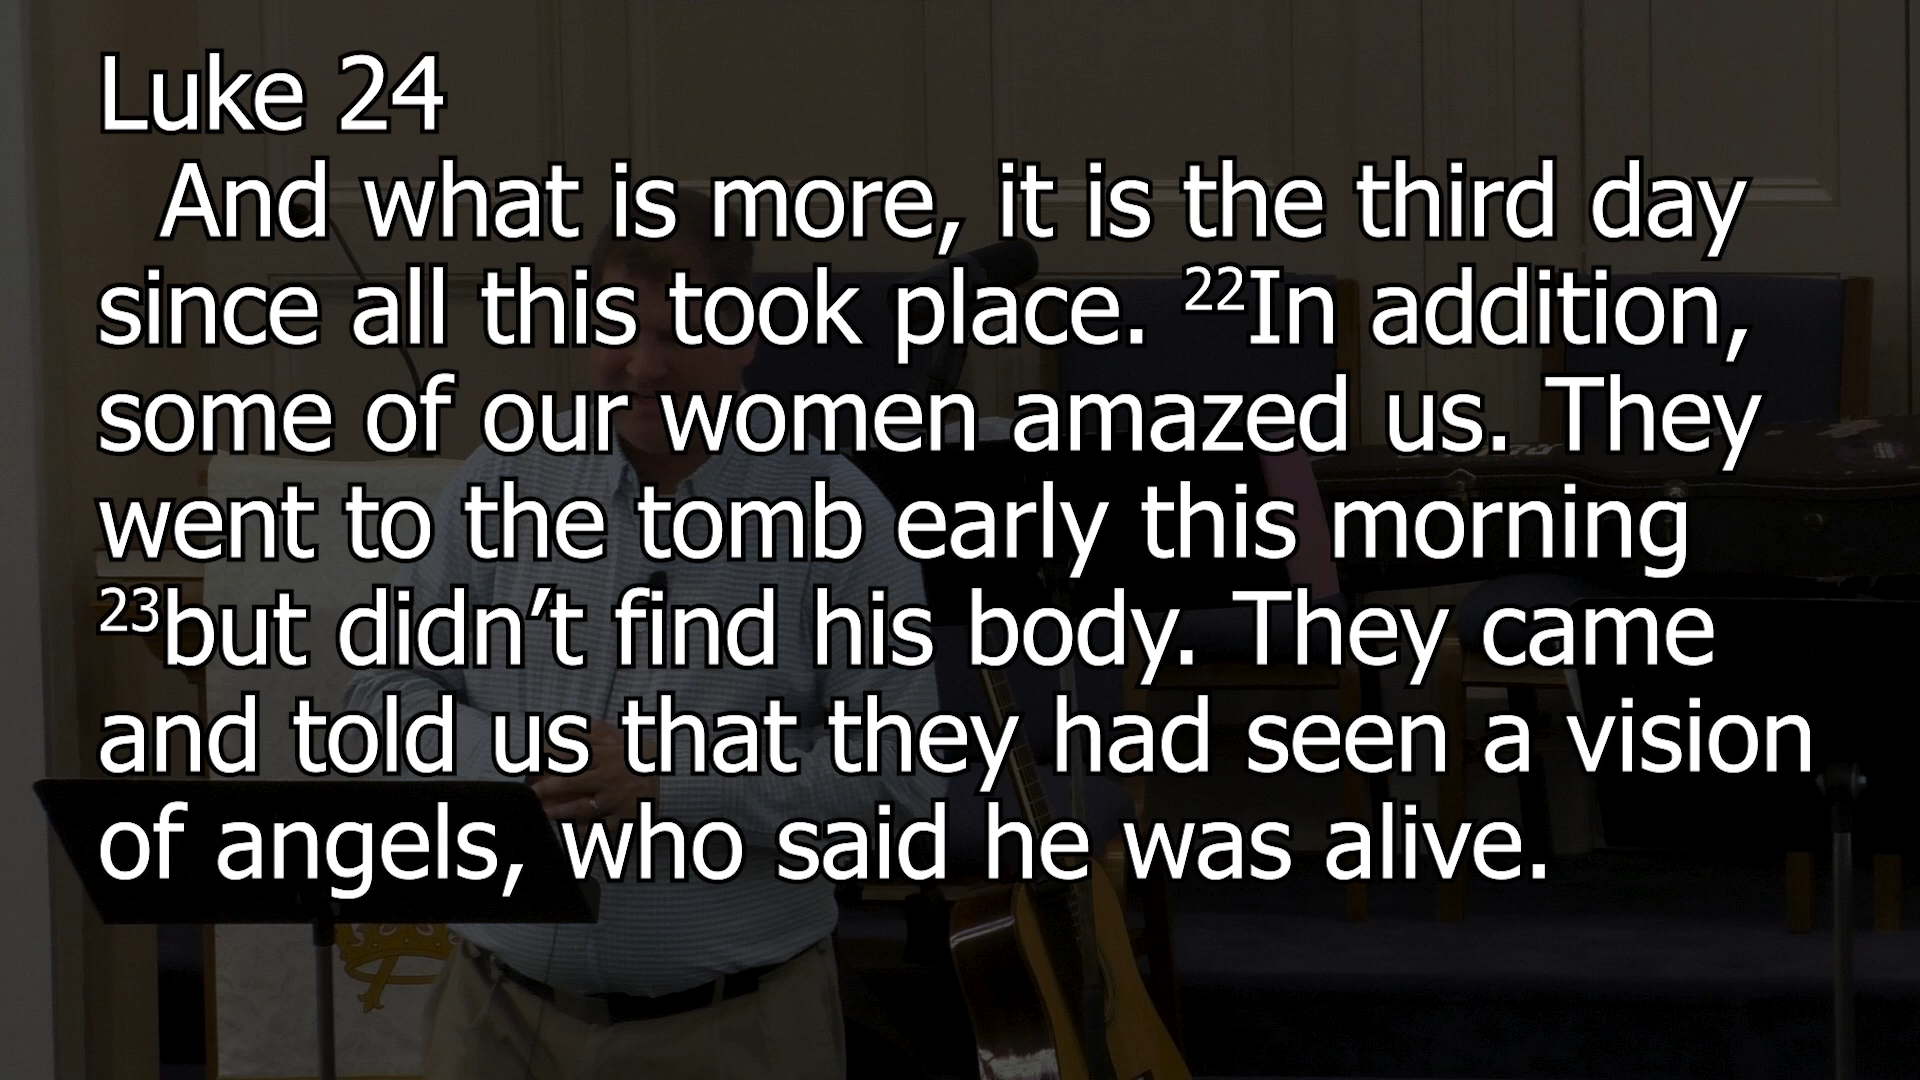 Luke 24
And what is more, it is the third day
since all this took place. 22In addition,
some of our women amazed us. They
went to the tomb early this morning
23but didn’t find his body. They came
and told us that they had seen a vision
of angels, who said he was alive.